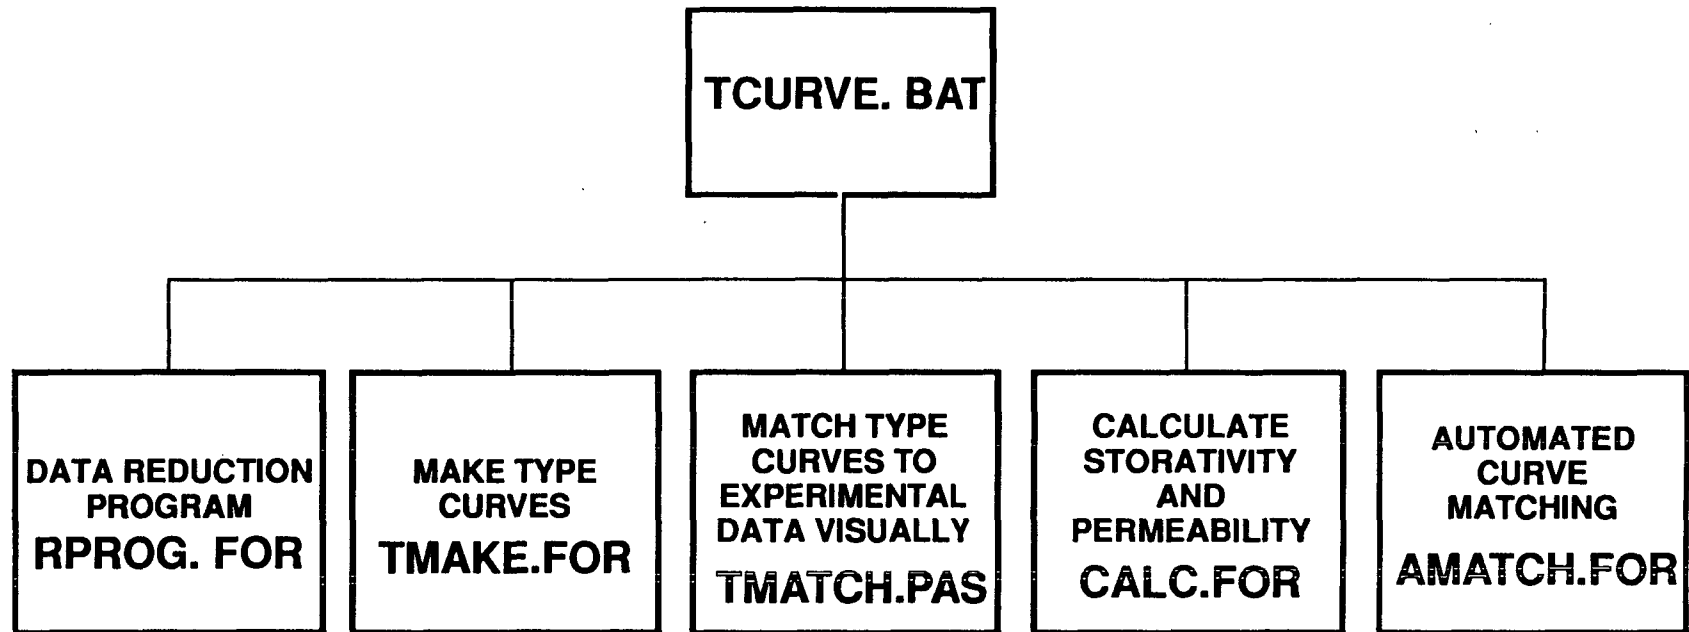 TCURVE. BAT
DATA REDUCTION
PROGRAM
RPROG. FOR
MAKE TYPE
CURVES
TMAKE.FOR
MATCH TYPE
CURVES TO
EXPERIMENTAL
DATA VISUALLY
TMATCH.PAS
CALCULATE
STORATIVITY
AND
PERMEABILITY
CALC.FOR
AUTOMATED
CURVE
MATCHING
AMATCH.FOR